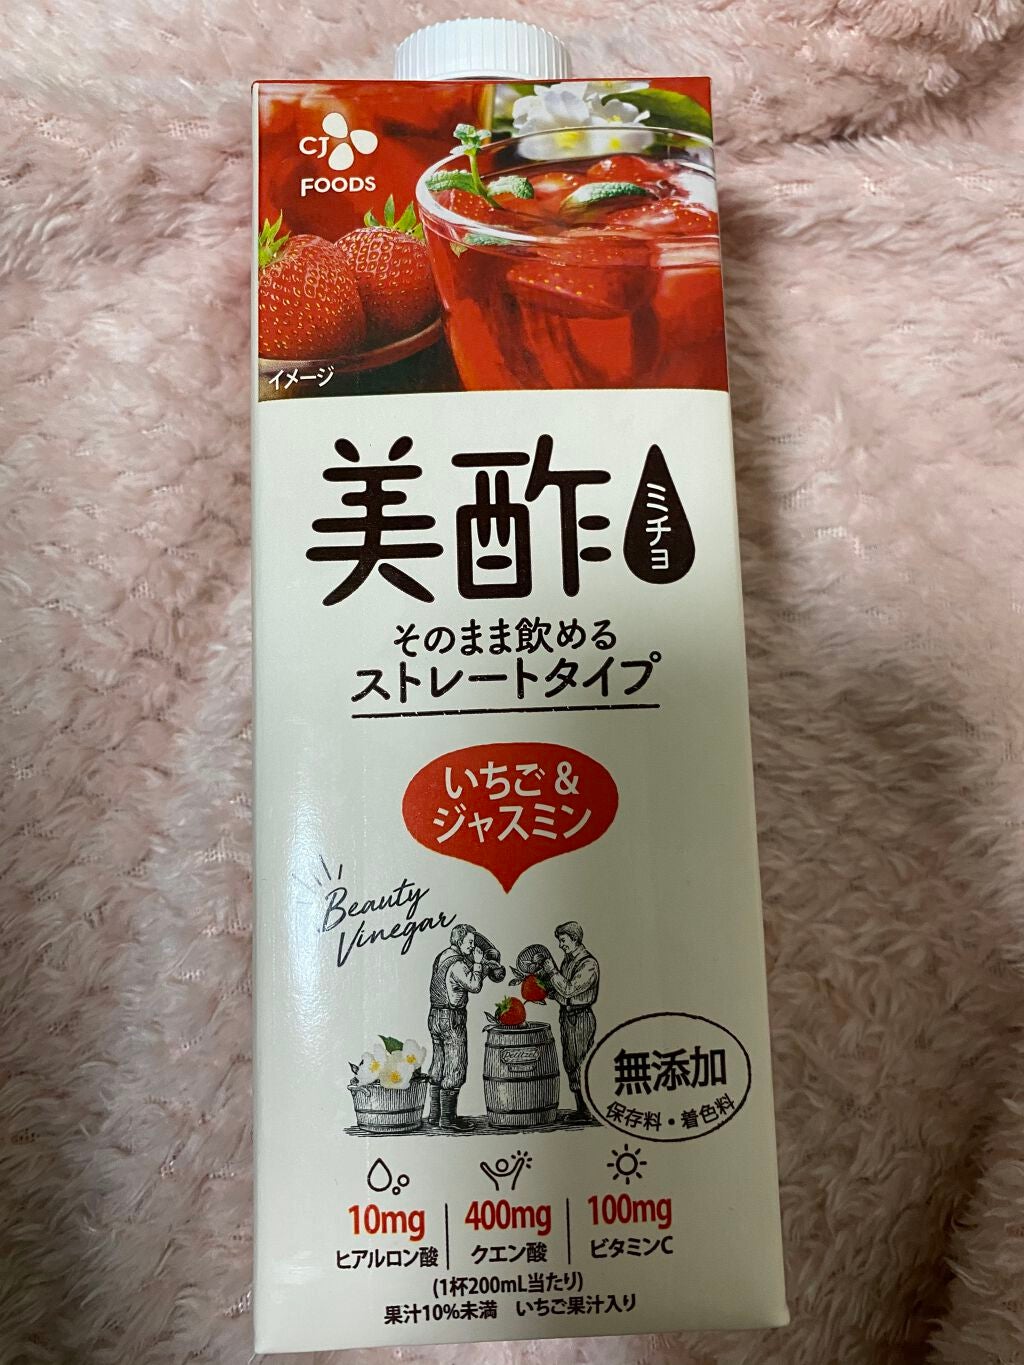 CJ
FOODS
イメージ
美酢
ミチョ
そのまま飲める
ストレートタイプ
いちご &
ジャスミン
Beauty
Vinegar
無添加
保存料・着色料
10mg
ヒアルロン酸
400mg
クエン酸
100mg
ビタミンC
(1杯200mL当たり)
果汁10%未満 いちご果汁入り